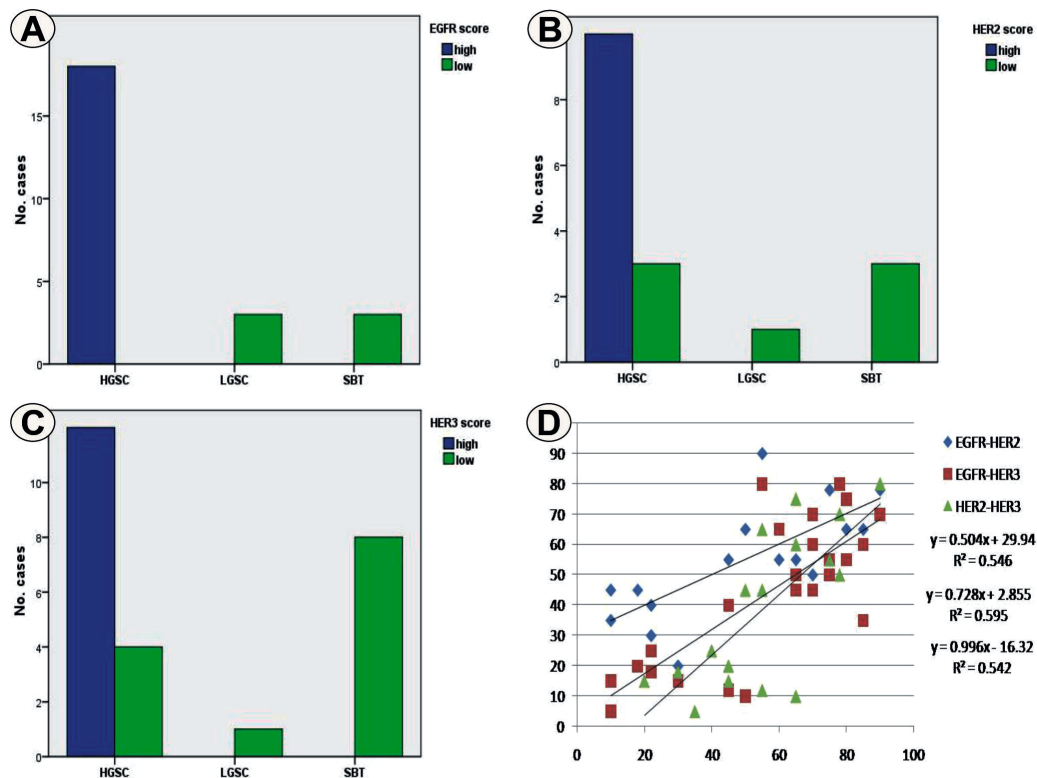 A
EGFR score
high
low
No. cases
15
10
5
0
HGSC LGSC SBT
B
HER2 score
high
low
No. cases
8
6
4
2
0
HGSC LGSC SBT
C
HER3 score
high
low
No. cases
10
8
6
4
2
0
HGSC LGSC SBT
D
90
80
70
60
50
40
30
20
10
0
0 20 40 60 80 100
EGFR-HER2
EGFR-HER3
HER2-HER3
y = 0.504x + 29.94
R² = 0.546
y = 0.728x + 2.855
R² = 0.595
y = 0.996x - 16.32
R² = 0.542